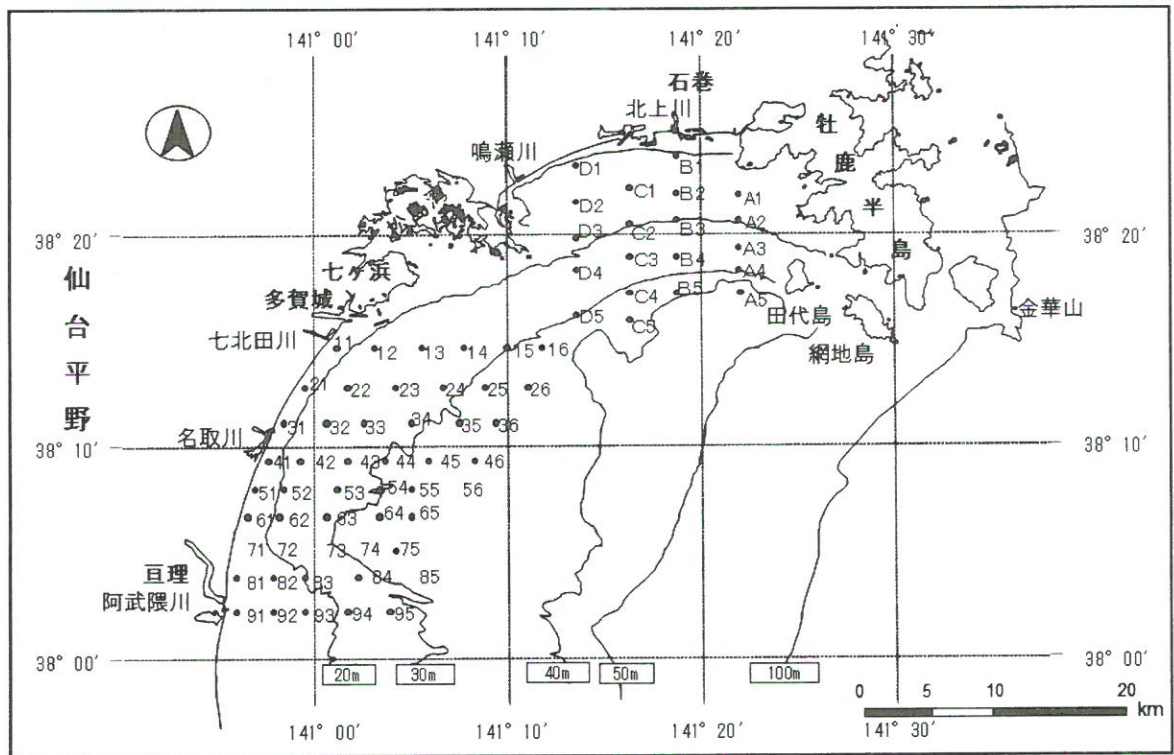 141° 00′ 141° 10′ 141° 20′ 141° 30′
石巻
北上川
牡鹿半島
鳴瀬川
D1 B1
C1 B2 A1
D2
D3 C2 B3 A2
38° 20′ 38° 20′
C3 B4 A3
D4 A4
C4 B5 A5
D5 C5
仙台平野
七ヶ浜
多賀城
七北田川
田代島
網地島
金華山
11 12 13 14 15 16
21 22 23 24 25 26
名取川
31 32 33 34 35 36
38° 10′ 38° 10′
41 42 43 44 45 46
51 52 53 54 55 56
61 62 63 64 65
71 72 73 74 75
亘理
81 82 83 84 85
阿武隈川
91 92 93 94 95
38° 00′ 38° 00′
20m 30m 40m 50m 100m
0 5 10 20
km
141° 00′ 141° 10′ 141° 20′ 141° 30′